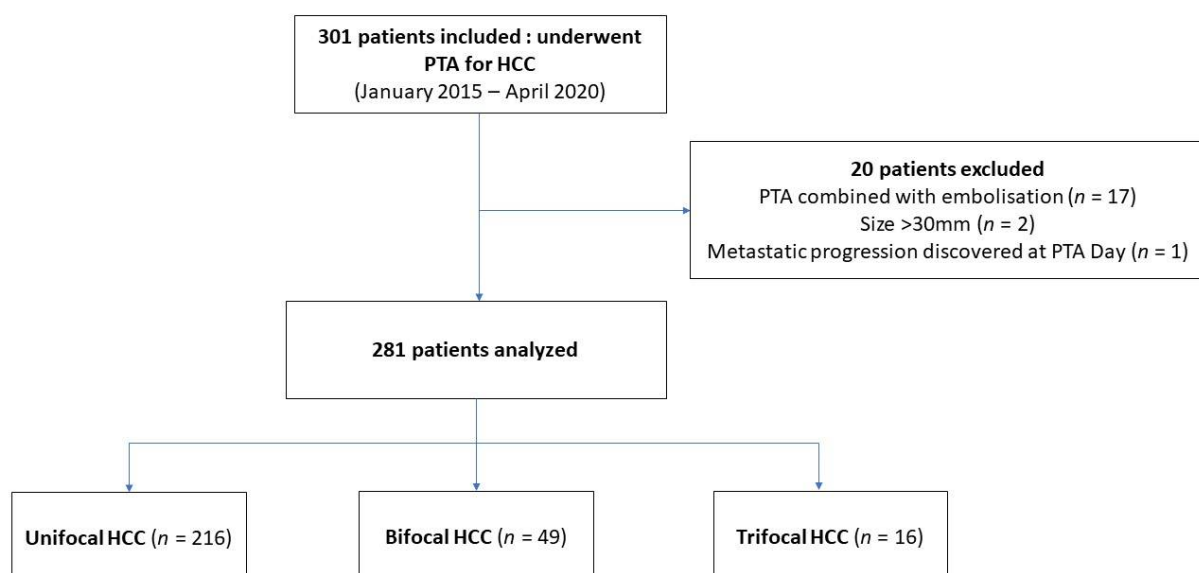 301 patients included : underwent
PTA for HCC
(January 2015 – April 2020)
20 patients excluded
PTA combined with embolisation (n = 17)
Size >30mm (n = 2)
Metastatic progression discovered at PTA Day (n = 1)
281 patients analyzed
Unifocal HCC (n = 216)
Bifocal HCC (n = 49)
Trifocal HCC (n = 16)